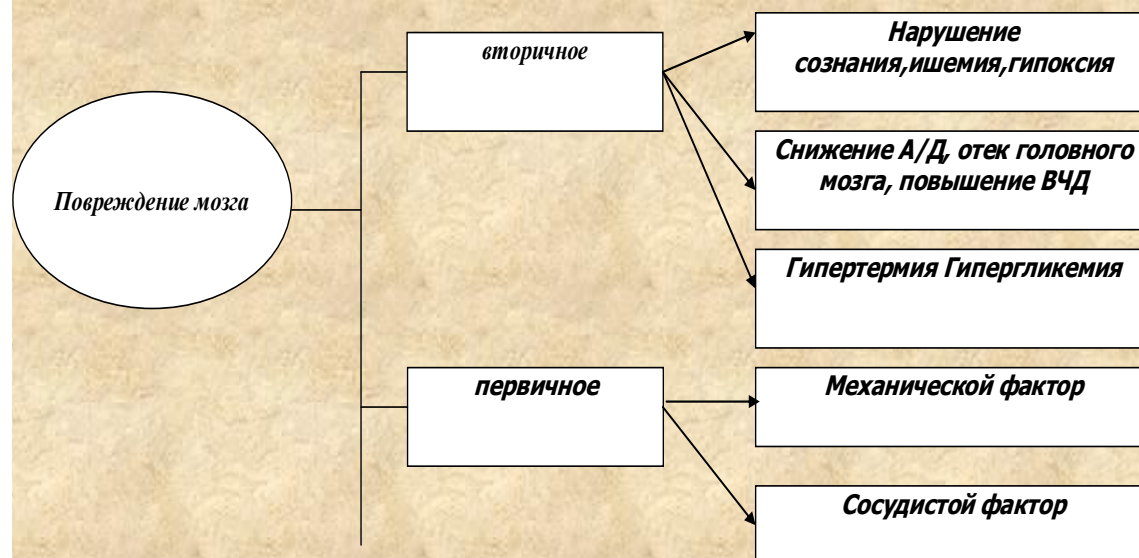 Повреждение мозга
вторичное
Нарушение
сознания,ишемия,гипоксия
Снижение А/Д, отек головного
мозга, повышение ВЧД
Гипертермия Гипергликемия
первичное
Механической фактор
Сосудистой фактор